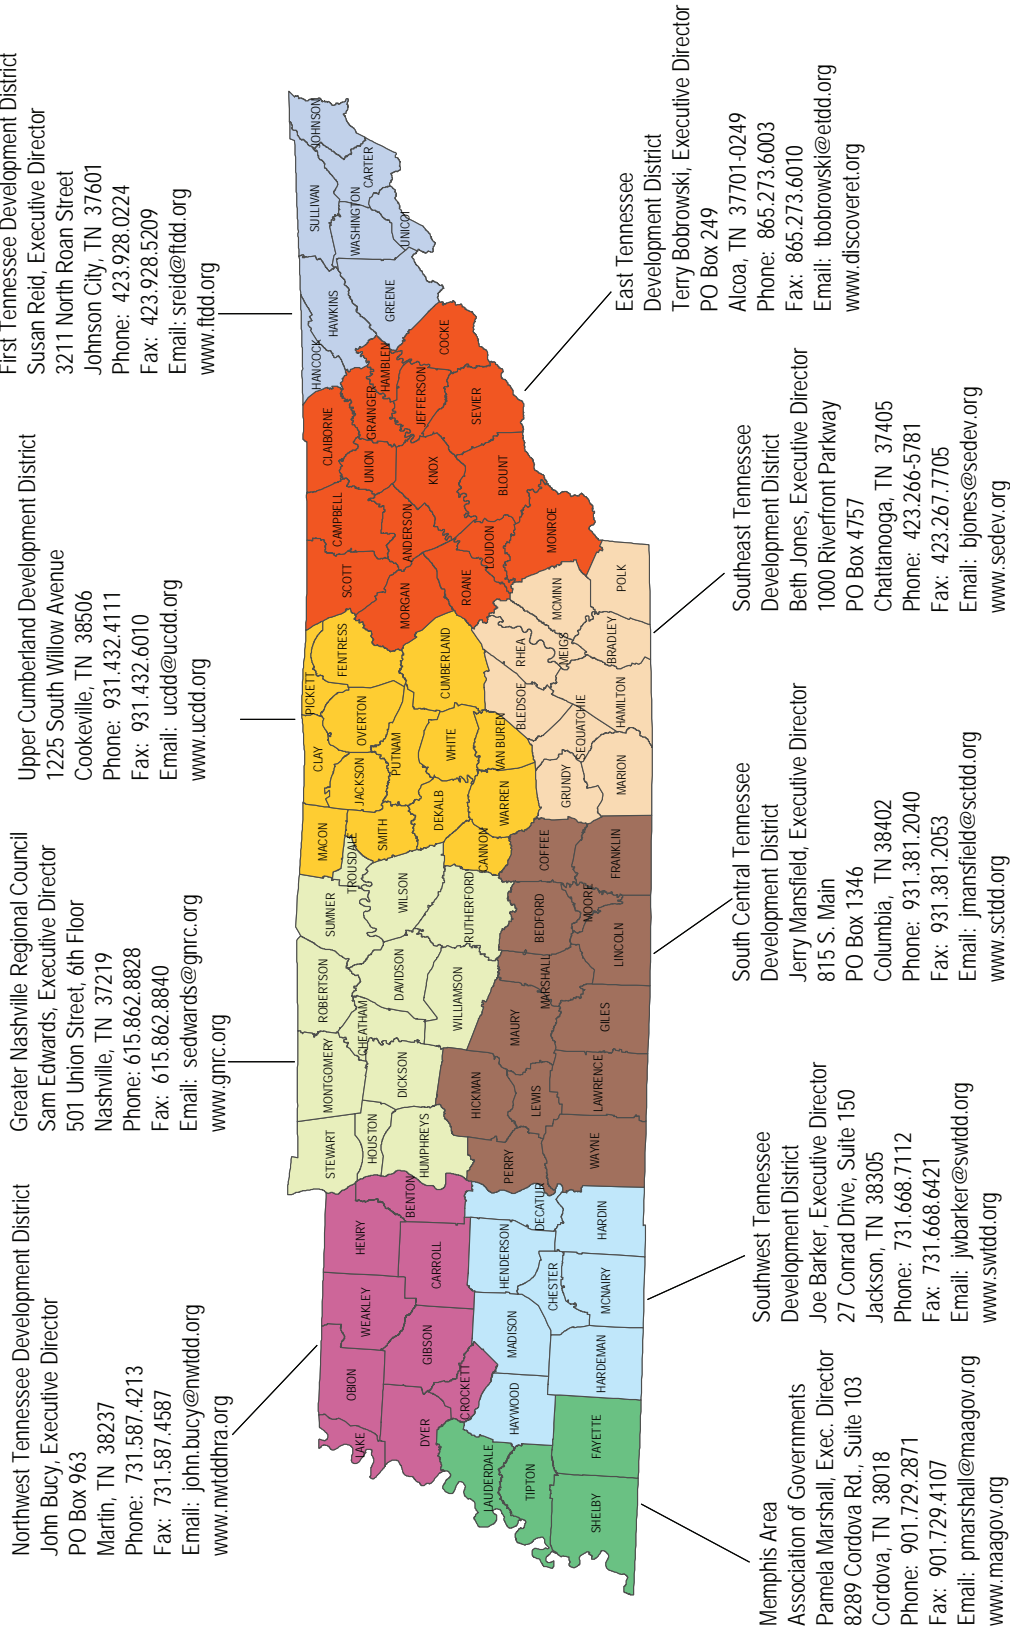 Northwest Tennessee Development District
John Bucy, Executive Director
PO Box 963
Martin, TN 38237
Phone: 731.587.4213
Fax: 731.587.4587
Email: john.bucy@nwtddhra.org
www.nwtddhra.org
Greater Nashville Regional Council
Sam Edwards, Executive Director
501 Union Street, 6th Floor
Nashville, TN 37219
Phone: 615.862.8828
Fax: 615.862.8840
Email: sedwards@gnrc.org
www.gnrc.org
Upper Cumberland Development District
1225 South Willow Avenue
Cookeville, TN 38506
Phone: 931.432.4111
Fax: 931.432.6010
Email: ucdd@ucdd.org
www.ucdd.org
First Tennessee Development District
Susan Reid, Executive Director
3211 North Roan Street
Johnson City, TN 37601
Phone: 423.928.0224
Fax: 423.928.5209
Email: sreid@ftdd.org
www.ftdd.org
LAKE
OBION
WEAKLEY
HENRY
DYER
GIBSON
CARROLL
BENTON
CROCKETT
LAUDERDALE
TIPTON
SHELBY
FAYETTE
HAYWOOD
MADISON
HENDERSON
DECATUR
CHESTER
HARDEMAN
MCNAIRY
HARDIN
STEWART
MONTGOMERY
ROBERTSON
SUMNER
TROUSDALE
HOUSTON
CHEATHAM
HUMPHREYS
DICKSON
DAVIDSON
WILSON
WILLIAMSON
RUTHERFORD
PERRY
HICKMAN
LEWIS
MAURY
MARSHALL
BEDFORD
COFFEE
MOORE
WAYNE
LAWRENCE
GILES
LINCOLN
FRANKLIN
MACON
CLAY
PICKETT
SMITH
JACKSON
OVERTON
FENTRESS
PUTNAM
DEKALB
WHITE
CUMBERLAND
CANNON
WARREN
VAN BUREN
GRUNDY
SEQUATCHIE
BLEDSOE
RHEA
MEIGS
MCMINN
MARION
HAMILTON
BRADLEY
POLK
SCOTT
CAMPBELL
CLAIBORNE
MORGAN
ANDERSON
UNION
GRAINGER
HAMBLEN
ROANE
LOUDON
KNOX
JEFFERSON
COCKE
MONROE
BLOUNT
SEVIER
HANCOCK
HAWKINS
GREENE
SULLIVAN
WASHINGTON
UNICOI
CARTER
JOHNSON
Memphis Area
Association of Governments
Pamela Marshall, Exec. Director
8289 Cordova Rd., Suite 103
Cordova, TN 38018
Phone: 901.729.2871
Fax: 901.729.4107
Email: pmarshall@maagov.org
www.maagov.org
Southwest Tennessee
Development District
Joe Barker, Executive Director
27 Conrad Drive, Suite 150
Jackson, TN 38305
Phone: 731.668.7112
Fax: 731.668.6421
Email: jwbarker@swtdd.org
www.swtdd.org
South Central Tennessee
Development District
Jerry Mansfield, Executive Director
815 S. Main
PO Box 1346
Columbia, TN 38402
Phone: 931.381.2040
Fax: 931.381.2053
Email: jmansfield@sctdd.org
www.sctdd.org
Southeast Tennessee
Development District
Beth Jones, Executive Director
1000 Riverfront Parkway
PO Box 4757
Chattanooga, TN 37405
Phone: 423.266-5781
Fax: 423.267.7705
Email: bjones@sedev.org
www.sedev.org
East Tennessee
Development District
Terry Bobrowski, Executive Director
PO Box 249
Alcoa, TN 37701-0249
Phone: 865.273.6003
Fax: 865.273.6010
Email: tbobrowski@etdd.org
www.discoveret.org